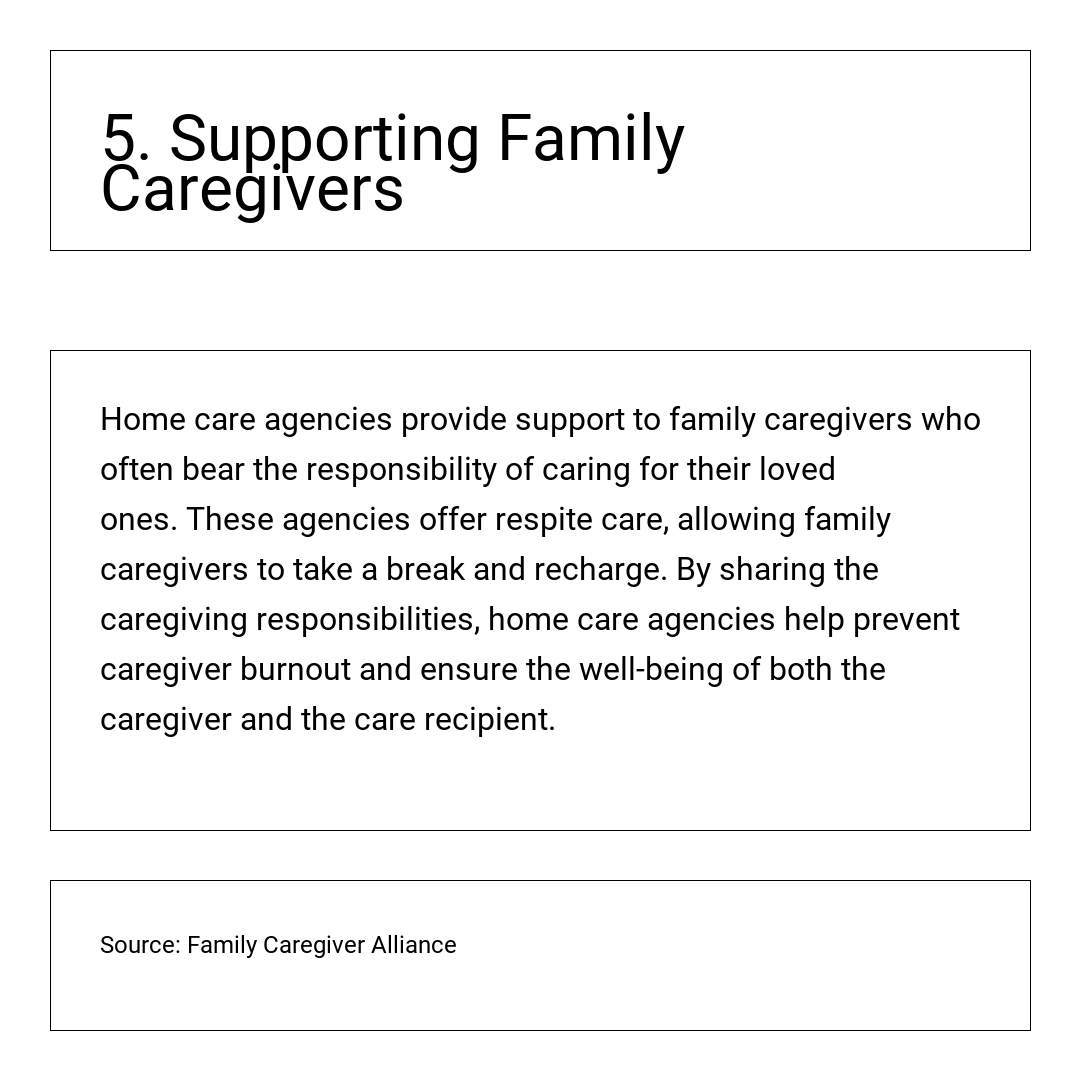 5. Supporting Family
Caregivers
Home care agencies provide support to family caregivers who
often bear the responsibility of caring for their loved
ones. These agencies offer respite care, allowing family
caregivers to take a break and recharge. By sharing the
caregiving responsibilities, home care agencies help prevent
caregiver burnout and ensure the well-being of both the
caregiver and the care recipient.
Source: Family Caregiver Alliance